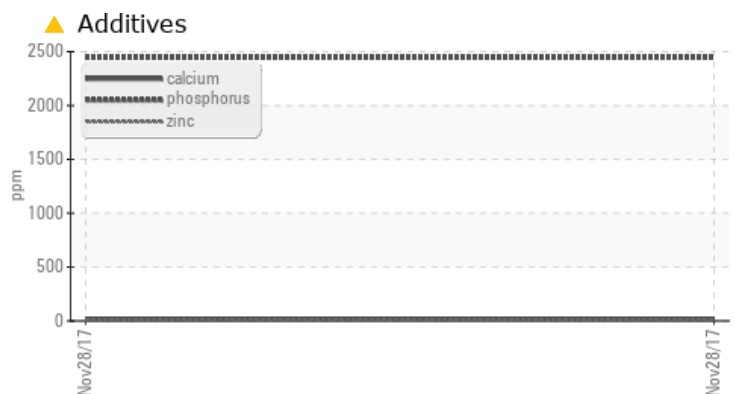 Additives
2500
2000
1500
1000
500
0
ppm
calcium
phosphorus
zinc
Nov28/17
Nov28/17